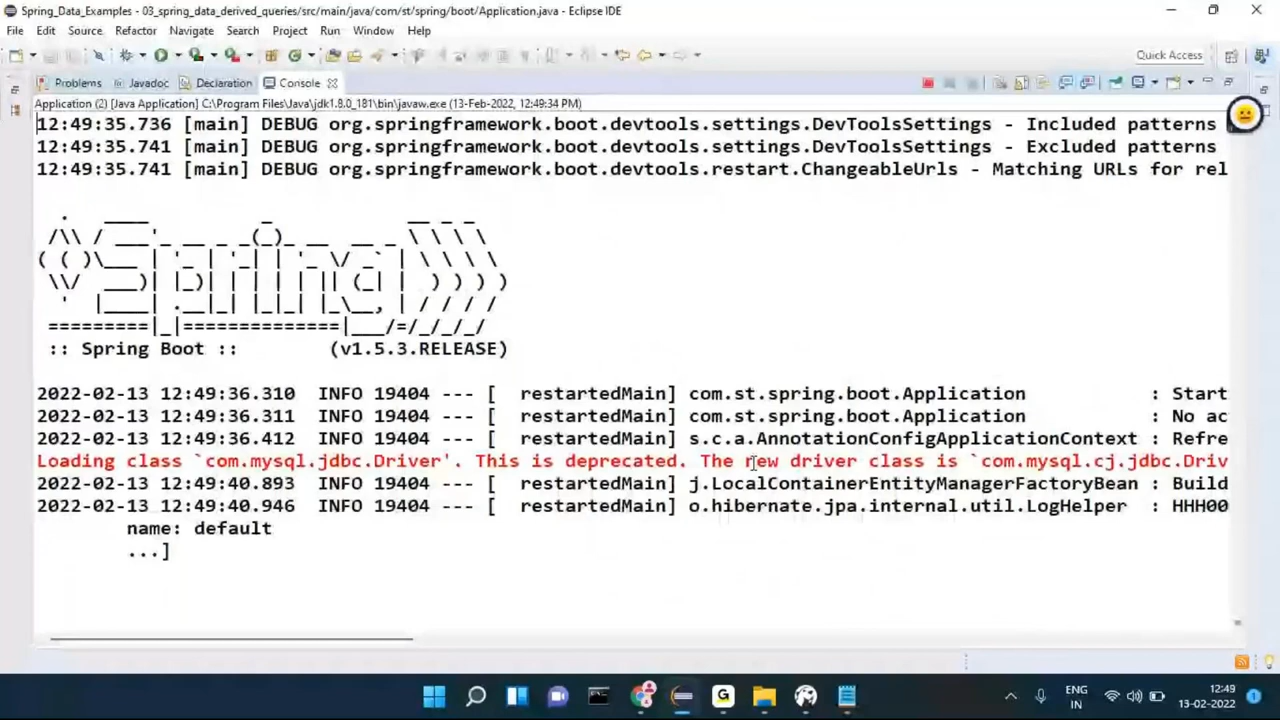 Spring_Data_Examples - 03_spring_data_derived_queries/src/main/java/com/st/spring/boot/Application.java - Eclipse IDE
File Edit Source Refactor Navigate Search Project Run Window Help
Quick Access
Problems Javadoc Declaration Console
Application (2) [Java Application] C:\Program Files\Java\jdk1.8.0_181\bin\javaw.exe (13-Feb-2022, 12:49:34 PM)
12:49:35.736 [main] DEBUG org.springframework.boot.devtools.settings.DevToolsSettings - Included patterns
12:49:35.741 [main] DEBUG org.springframework.boot.devtools.settings.DevToolsSettings - Excluded patterns
12:49:35.741 [main] DEBUG org.springframework.boot.devtools.restart.ChangeableUrls - Matching URLs for rel
Spring
:: Spring Boot :: (v1.5.3.RELEASE)
2022-02-13 12:49:36.310 INFO 19404 --- [ restartedMain] com.st.spring.boot.Application : Start
2022-02-13 12:49:36.311 INFO 19404 --- [ restartedMain] com.st.spring.boot.Application : No ac
2022-02-13 12:49:36.412 INFO 19404 --- [ restartedMain] s.c.a.AnnotationConfigApplicationContext : Refre
Loading class `com.mysql.jdbc.Driver'. This is deprecated. The new driver class is `com.mysql.cj.jdbc.Driv
2022-02-13 12:49:40.893 INFO 19404 --- [ restartedMain] j.LocalContainerEntityManagerFactoryBean : Build
2022-02-13 12:49:40.946 INFO 19404 --- [ restartedMain] o.hibernate.jpa.internal.util.LogHelper : HHH00
name: default
...]
ENG
IN
12:49
13-02-2022